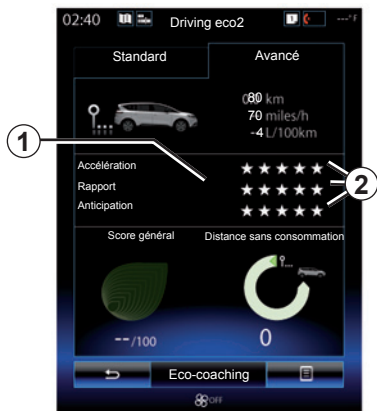 02:40 Driving eco2 1 ---°F
Standard Avancé
80 km
70 miles/h
-4 L/100km
1
Accélération
Rapport
Anticipation
2
Score général Distance sans consommation
--/100 0
Eco-coaching
OFF